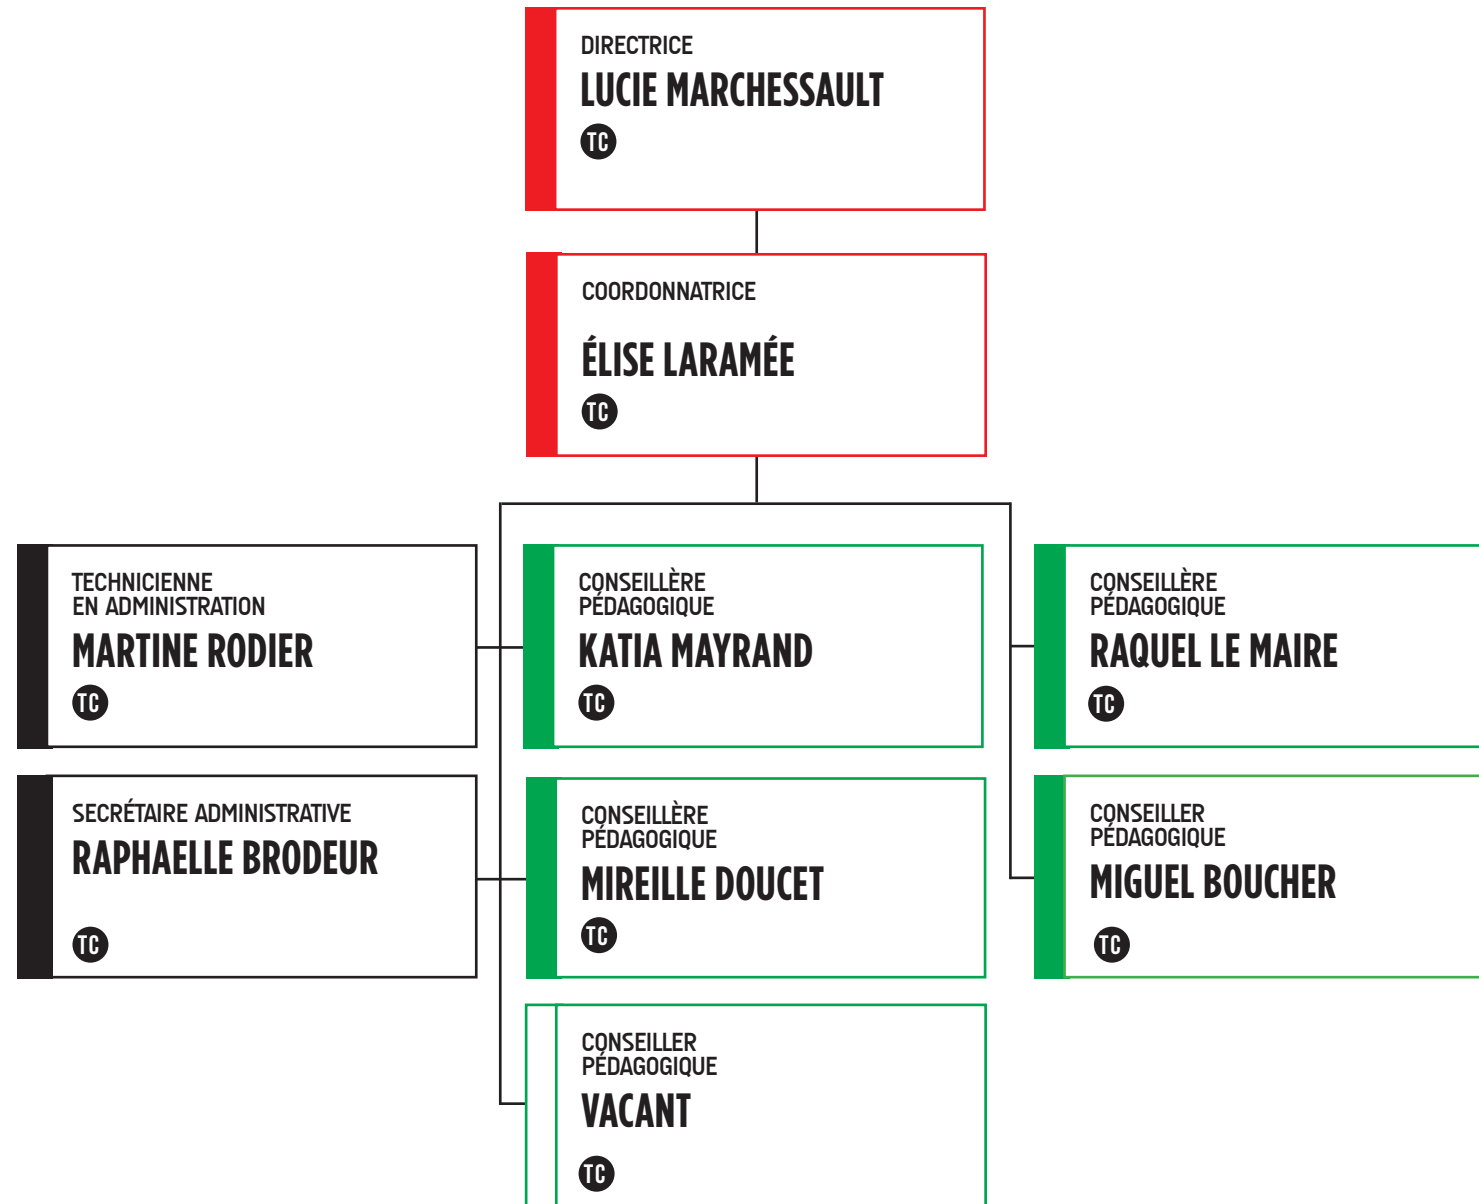 DIRECTRICE
LUCIE MARCHESSAULT
TC
COORDONNATRICE
ÉLISE LARAMÉE
TC
TECHNICIENNE
EN ADMINISTRATION
MARTINE RODIER
TC
CONSEILLÈRE
PÉDAGOGIQUE
KATIA MAYRAND
TC
CONSEILLÈRE
PÉDAGOGIQUE
RAQUEL LE MAIRE
TC
SECRÉTAIRE ADMINISTRATIVE
RAPHAELLE BRODEUR
TC
CONSEILLÈRE
PÉDAGOGIQUE
MIREILLE DOUCET
TC
CONSEILLER
PÉDAGOGIQUE
MIGUEL BOUCHER
TC
CONSEILLER
PÉDAGOGIQUE
VACANT
TC